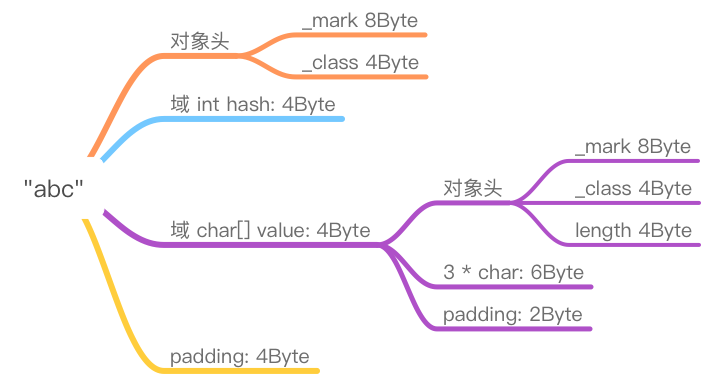 "abc"
对象头
_mark 8Byte
_class 4Byte
域 int hash: 4Byte
域 char[] value: 4Byte
对象头
_mark 8Byte
_class 4Byte
length 4Byte
3 * char: 6Byte
padding: 2Byte
padding: 4Byte